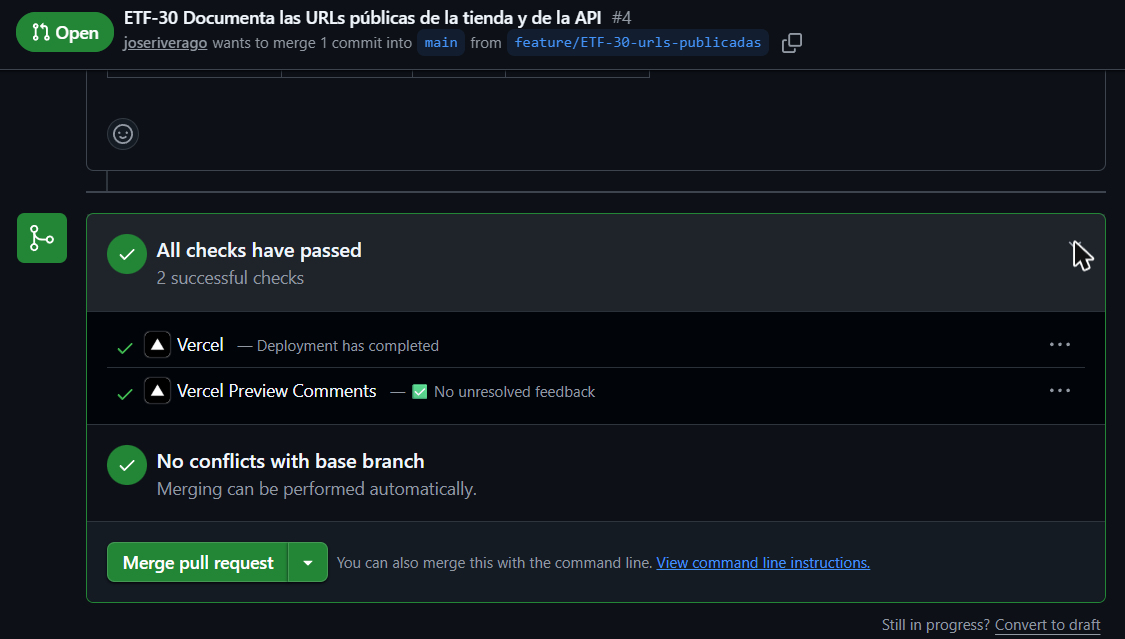 Open
ETF-30 Documenta las URLs públicas de la tienda y de la API #4
joseriverago wants to merge 1 commit into main from feature/ETF-30-urls-publicadas
All checks have passed
2 successful checks
Vercel — Deployment has completed
Vercel Preview Comments — ✅ No unresolved feedback
No conflicts with base branch
Merging can be performed automatically.
Merge pull request You can also merge this with the command line. View command line instructions.
Still in progress? Convert to draft